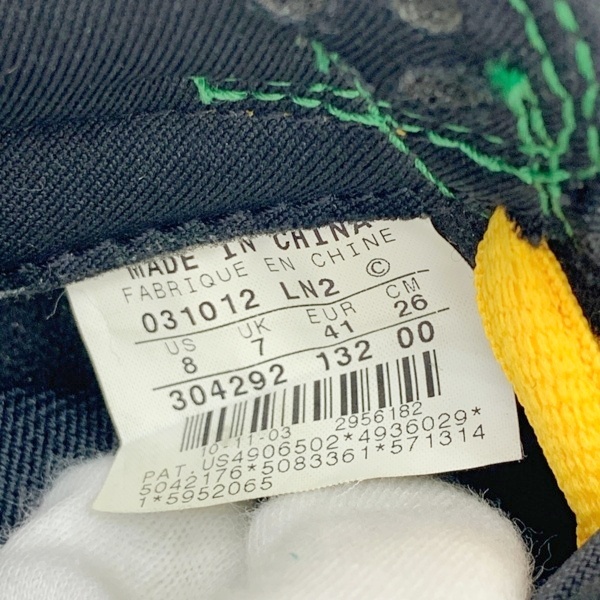 MADE IN CHINA
FABRIQUE EN CHINE
031012 LN2 ©
US UK EUR CM
8 7 41 26
304292 132 00
10-11-03 2956182
PAT. US4906502*4936029*
5042176*5083361*571314
1*5952065